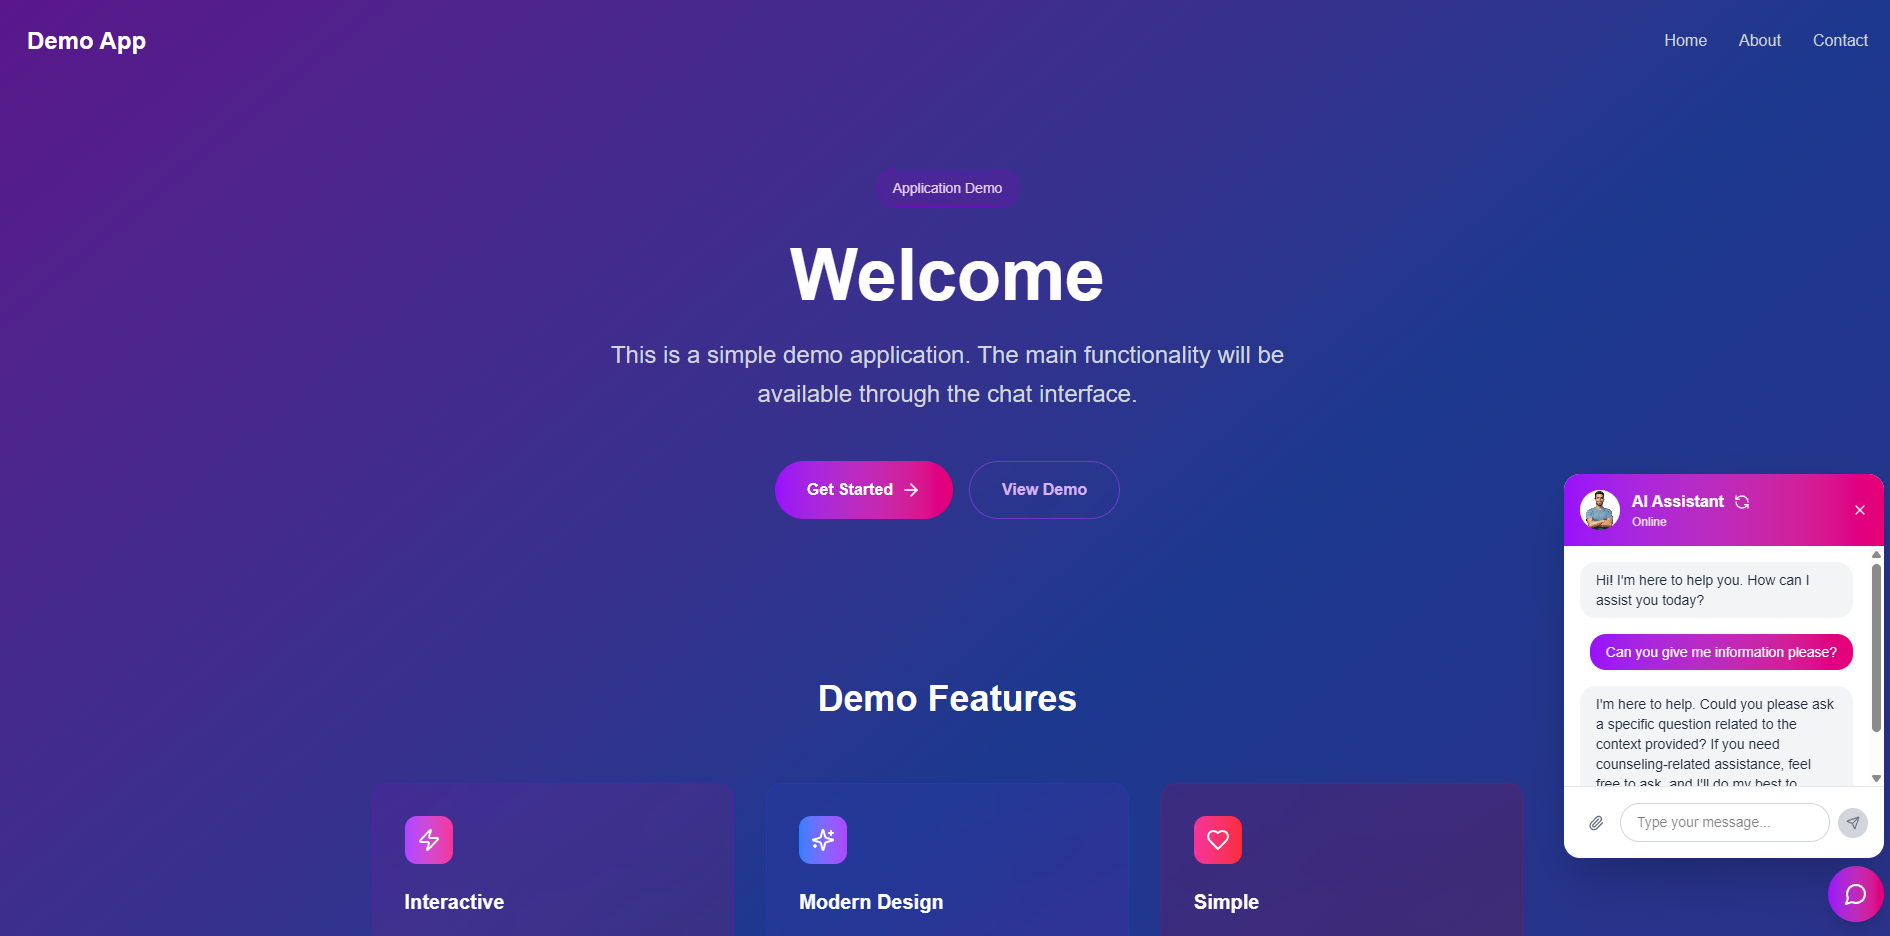 Demo App
Home
About
Contact
Application Demo
Welcome
This is a simple demo application. The main functionality will be
available through the chat interface.
Get Started
View Demo
Demo Features
Interactive
Modern Design
Simple
AI Assistant
Online
Hi! I'm here to help you. How can I
assist you today?
Can you give me information please?
I'm here to help. Could you please ask
a specific question related to the
context provided? If you need
counseling-related assistance, feel
free to ask, and I'll do my best to
Type your message...